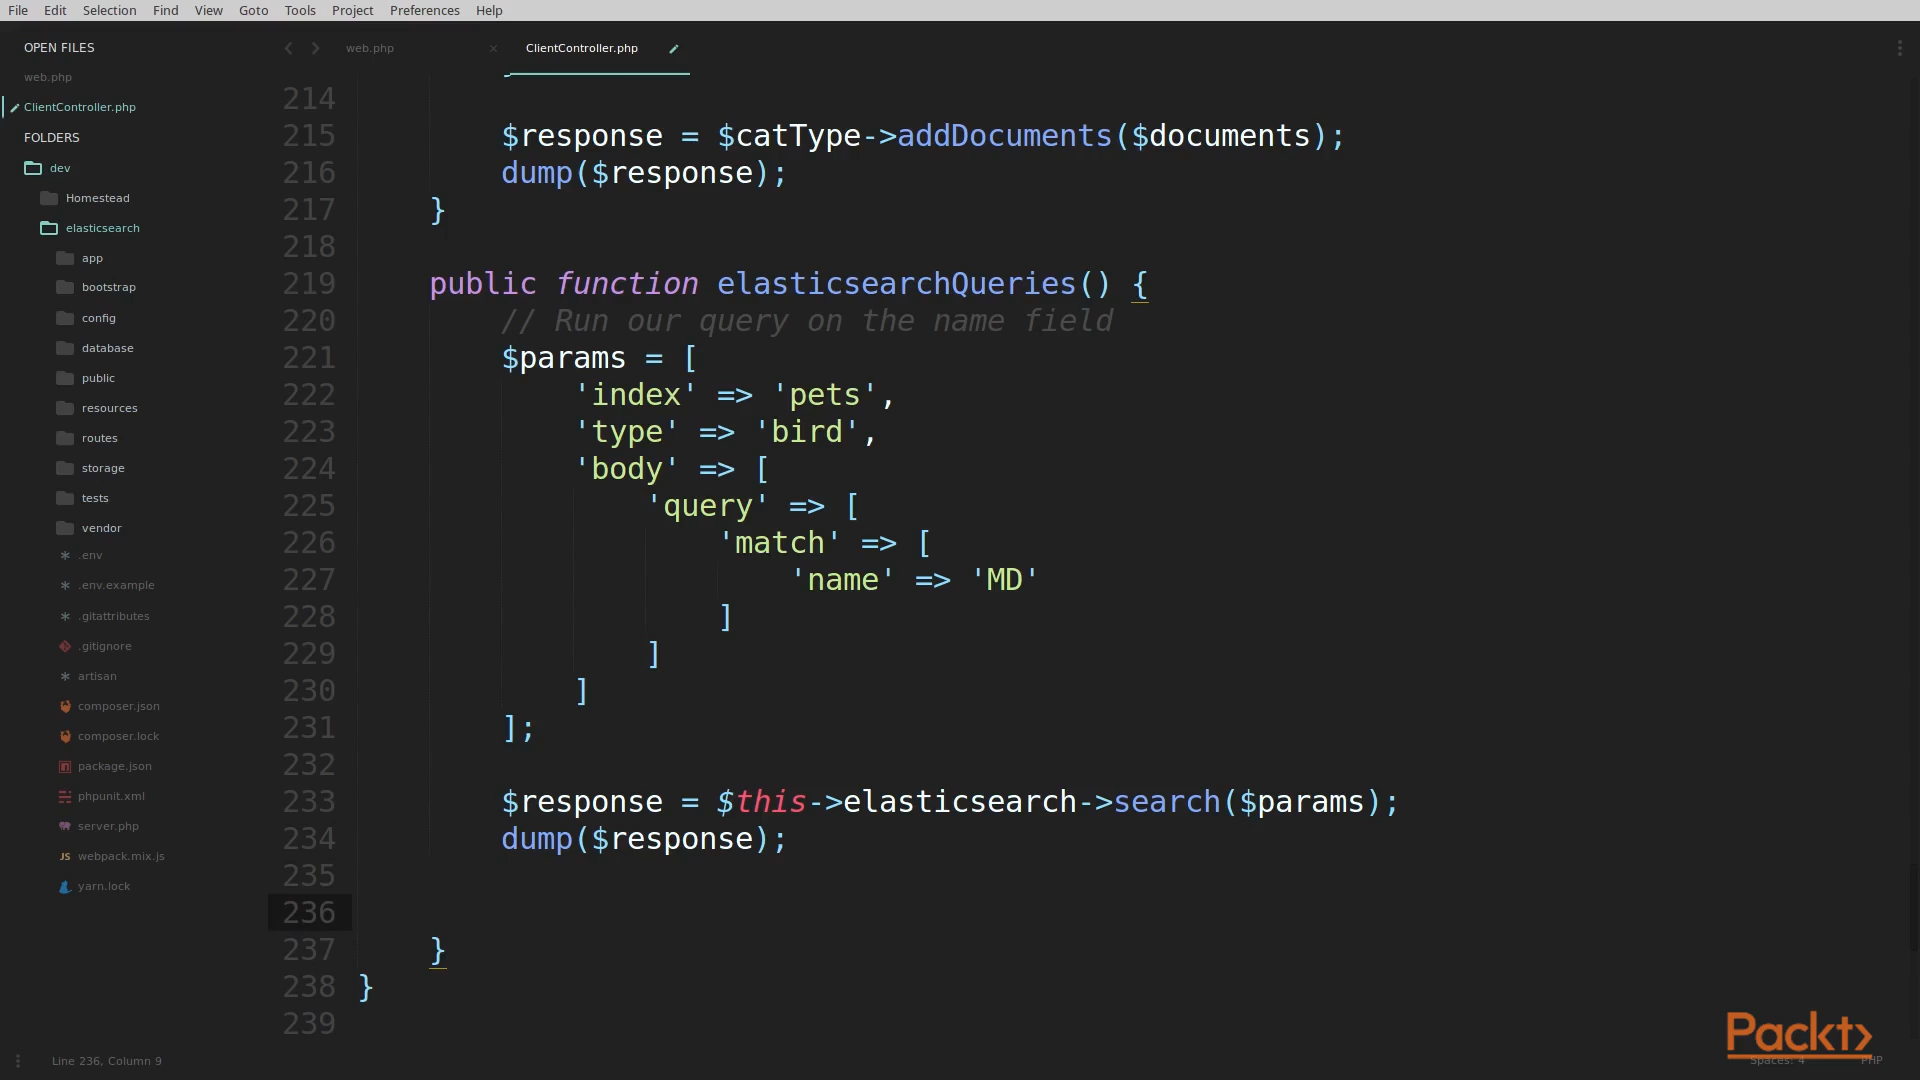 File Edit Selection Find View Goto Tools Project Preferences Help
OPEN FILES
web.php
ClientController.php
FOLDERS
dev
Homestead
elasticsearch
app
bootstrap
config
database
public
resources
routes
storage
tests
vendor
.env
.env.example
.gitattributes
.gitignore
artisan
composer.json
composer.lock
package.json
phpunit.xml
server.php
JS webpack.mix.js
yarn.lock
web.php ClientController.php
214
215 $response = $catType->addDocuments($documents);
216 dump($response);
217 }
218
219 public function elasticsearchQueries() {
220 // Run our query on the name field
221 $params = [
222 'index' => 'pets',
223 'type' => 'bird',
224 'body' => [
225 'query' => [
226 'match' => [
227 'name' => 'MD'
228 ]
229 ]
230 ]
231 ];
232
233 $response = $this->elasticsearch->search($params);
234 dump($response);
235
236
237 }
238 }
239
Packt>
Line 236, Column 9 Spaces: 4 PHP